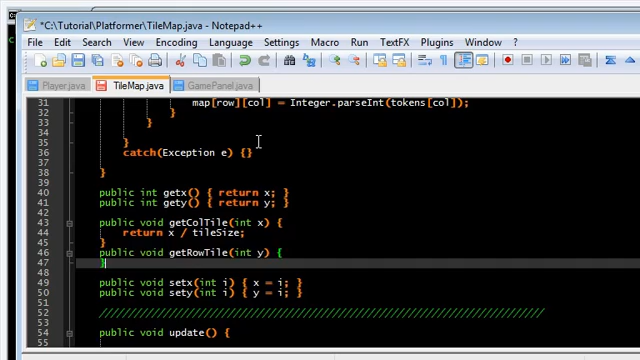 *C:\Tutorial\Platformer\TileMap.java - Notepad++
File Edit Search View Encoding Language Settings Macro Run TextFX Plugins Window ?
Player.java TileMap.java GamePanel.java
31 map[row][col] = Integer.parseInt(tokens[col]);
32 }
33 }
34
35 }
36 catch(Exception e) {}
37
38 }
39
40 public int getx() { return x; }
41 public int gety() { return y; }
42
43 public void getColTile(int x) {
44 return x / tileSize;
45 }
46 public void getRowTile(int y) {
47 }
48
49 public void setx(int i) { x = i; }
50 public void sety(int i) { y = i; }
51
52 ////////////////////////////////////////////////////////////////////////
53
54 public void update() {
55